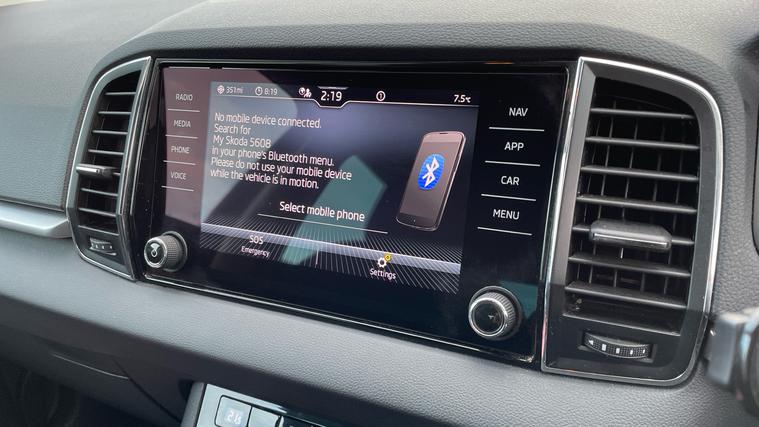 351mi 8:19 2:19 7.5°C
RADIO
MEDIA
PHONE
VOICE
No mobile device connected.
Search for
My Skoda 5608
in your phone's Bluetooth menu.
Please do not use your mobile device
while the vehicle is in motion.
Select mobile phone
SOS
Emergency
Settings
NAV
APP
CAR
MENU